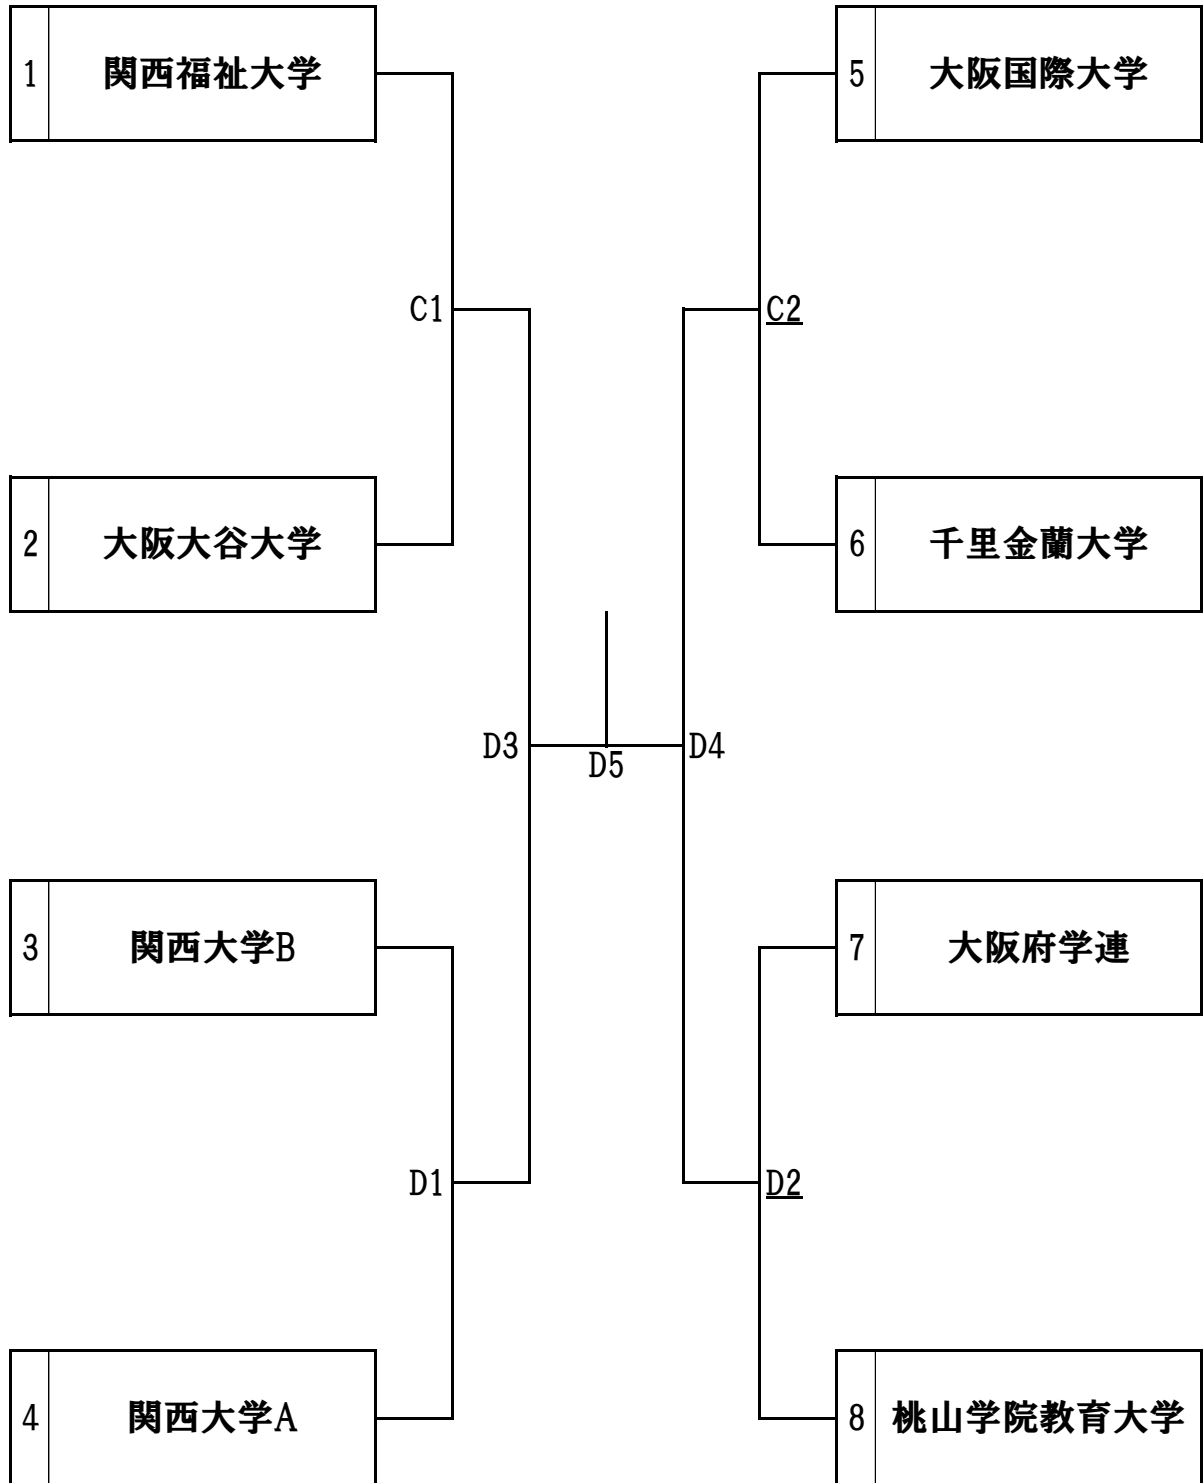 1 関西福祉大学
5 大阪国際大学
C1
C2
2 大阪大谷大学
6 千里金蘭大学
D3
D5
D4
3 関西大学B
7 大阪府学連
D1
D2
4 関西大学A
8 桃山学院教育大学